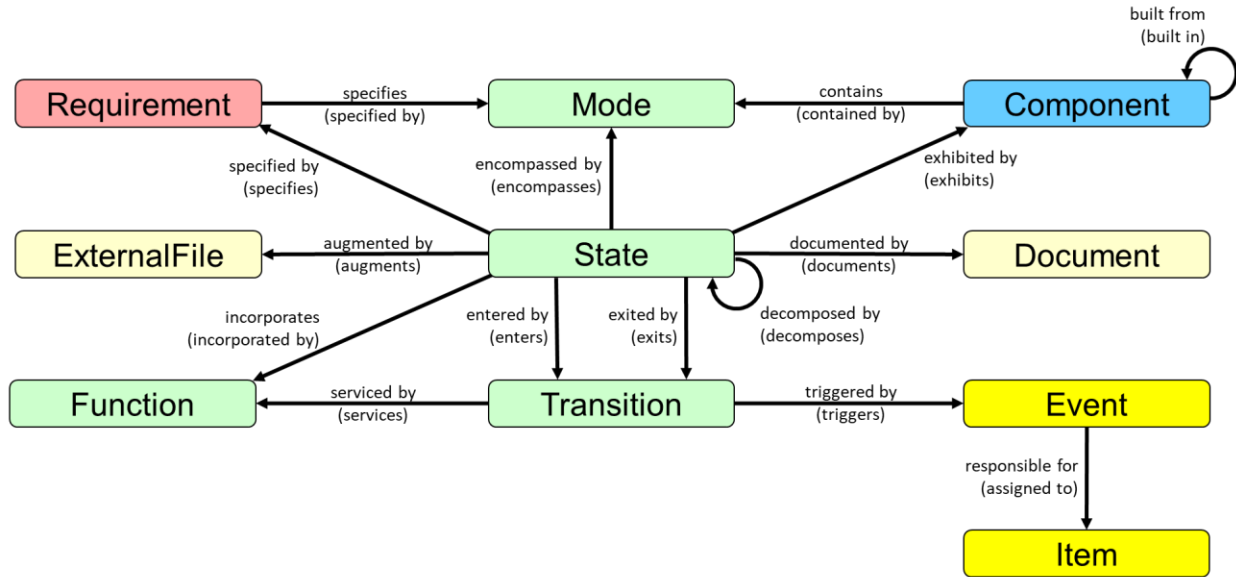 built from
(built in)
Requirement
specifies
(specified by)
Mode
contains
(contained by)
Component
specified by
(specifies)
encompassed by
(encompasses)
exhibited by
(exhibits)
ExternalFile
augmented by
(augments)
State
documented by
(documents)
Document
incorporates
(incorporated by)
entered by
(enters)
exited by
(exits)
decomposed by
(decomposes)
Function
serviced by
(services)
Transition
triggered by
(triggers)
Event
responsible for
(assigned to)
Item